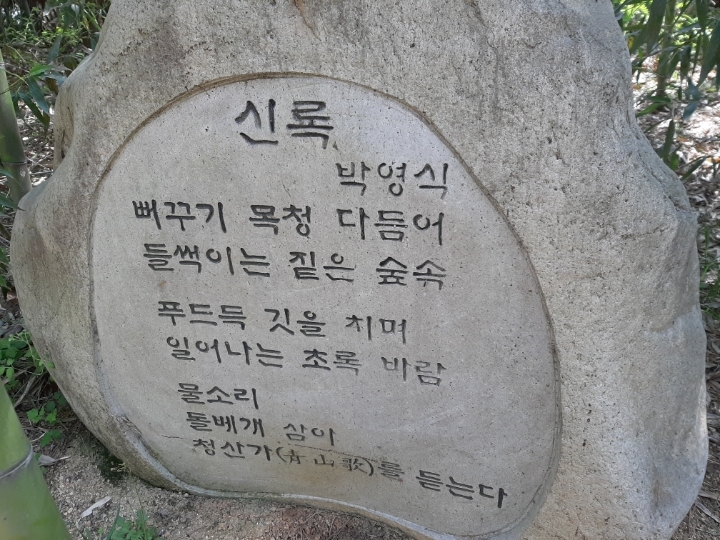 신록
박영식
뻐꾸기 목청 다듬어
들썩이는 짙은 숲속
푸드득 깃을 치며
일어나는 초록 바람
물소리
돌베개 삼아
청산가(靑山歌)를 듣는다